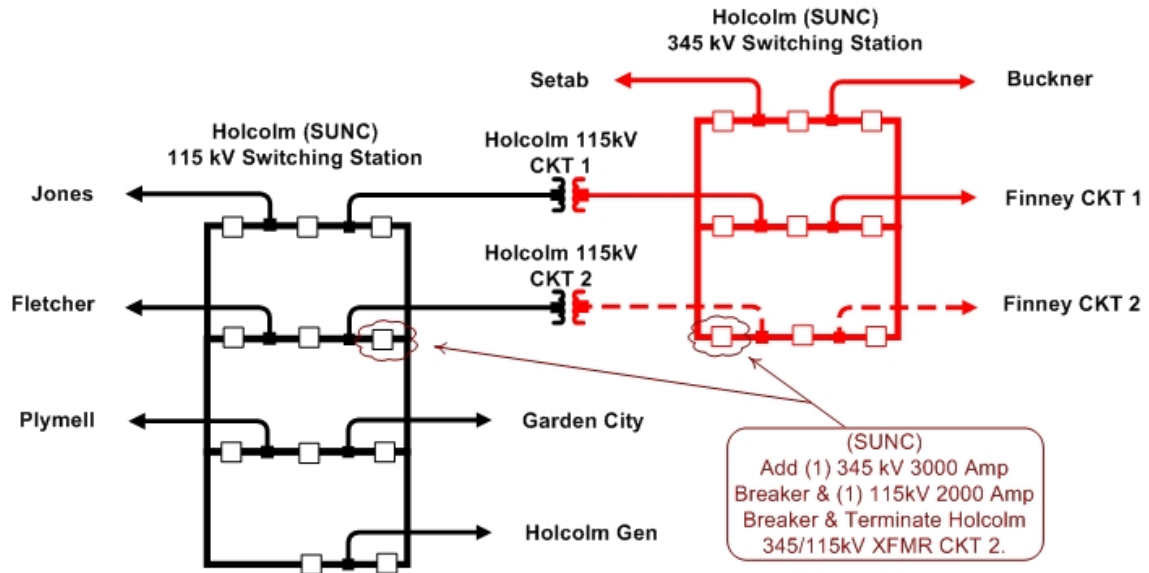 Holcolm (SUNC)
345 kV Switching Station
Setab
Buckner
Holcolm (SUNC)
115 kV Switching Station
Holcolm 115kV
CKT 1
Jones
Finney CKT 1
Holcolm 115kV
CKT 2
Fletcher
Finney CKT 2
Plymell
Garden City
Holcolm Gen
(SUNC)
Add (1) 345 kV 3000 Amp
Breaker & (1) 115kV 2000 Amp
Breaker & Terminate Holcolm
345/115kV XFMR CKT 2.